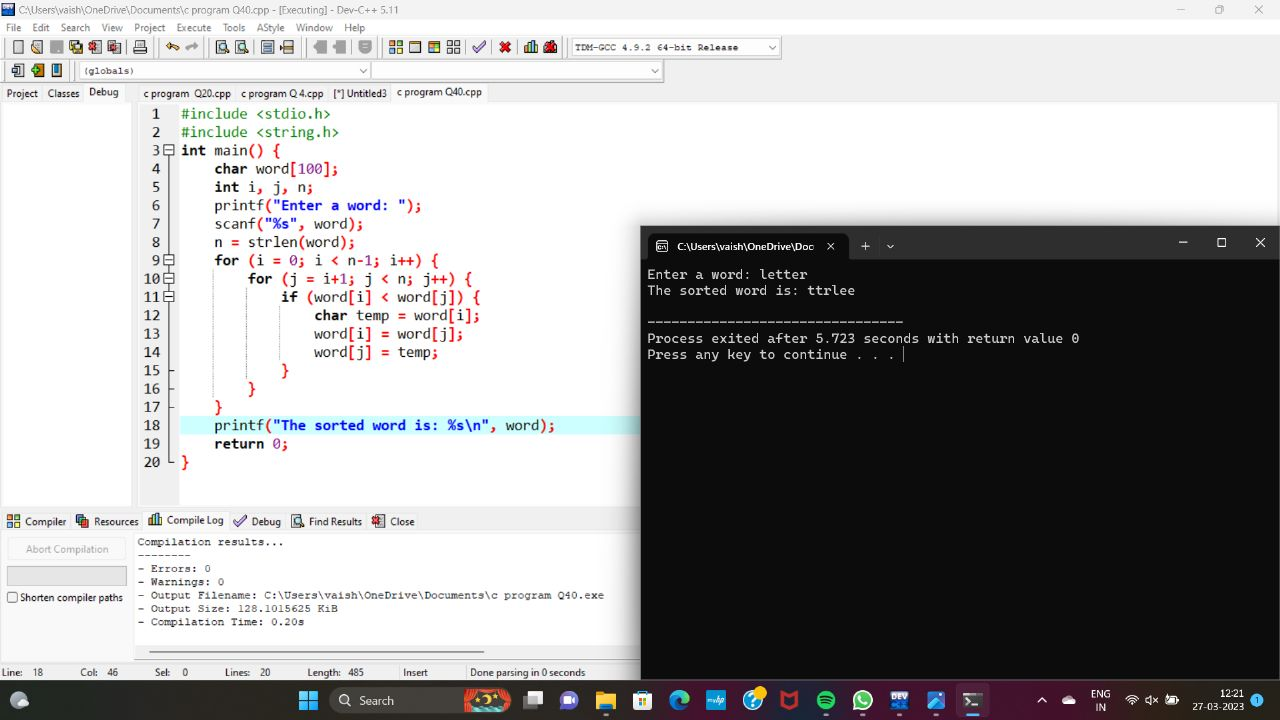 C:\Users\vaish\OneDrive\Documents\c program Q40.cpp - [Executing] - Dev-C++ 5.11
File Edit Search View Project Execute Tools AStyle Window Help
TDM-GCC 4.9.2 64-bit Release
(globals)
Project Classes Debug
c program Q20.cpp c program Q 4.cpp [*] Untitled3 c program Q40.cpp
1 #include <stdio.h>
2 #include <string.h>
3 int main() {
4 char word[100];
5 int i, j, n;
6 printf("Enter a word: ");
7 scanf("%s", word);
8 n = strlen(word);
9 for (i = 0; i < n-1; i++) {
10 for (j = i+1; j < n; j++) {
11 if (word[i] < word[j]) {
12 char temp = word[i];
13 word[i] = word[j];
14 word[j] = temp;
15 }
16 }
17 }
18 printf("The sorted word is: %s\n", word);
19 return 0;
20 }
C:\Users\vaish\OneDrive\Doc
Enter a word: letter
The sorted word is: ttrlee
--------------------------------
Process exited after 5.723 seconds with return value 0
Press any key to continue . . .
Compiler Resources Compile Log Debug Find Results Close
Abort Compilation
Shorten compiler paths
Compilation results...
--------
- Errors: 0
- Warnings: 0
- Output Filename: C:\Users\vaish\OneDrive\Documents\c program Q40.exe
- Output Size: 128.1015625 KiB
- Compilation Time: 0.20s
Line: 18 Col: 46 Sel: 0 Lines: 20 Length: 485 Insert Done parsing in 0 seconds
Search
myhp
DEV
ENG
IN
12:21
27-03-2023
1